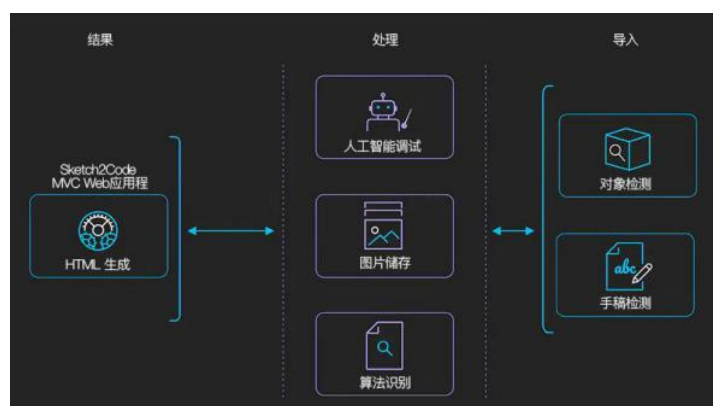 结果
处理
导入
人工智能调试
对象检测
Sketch2Code
MVC Web应用程
HTML 生成
图片储存
abc
手稿检测
算法识别